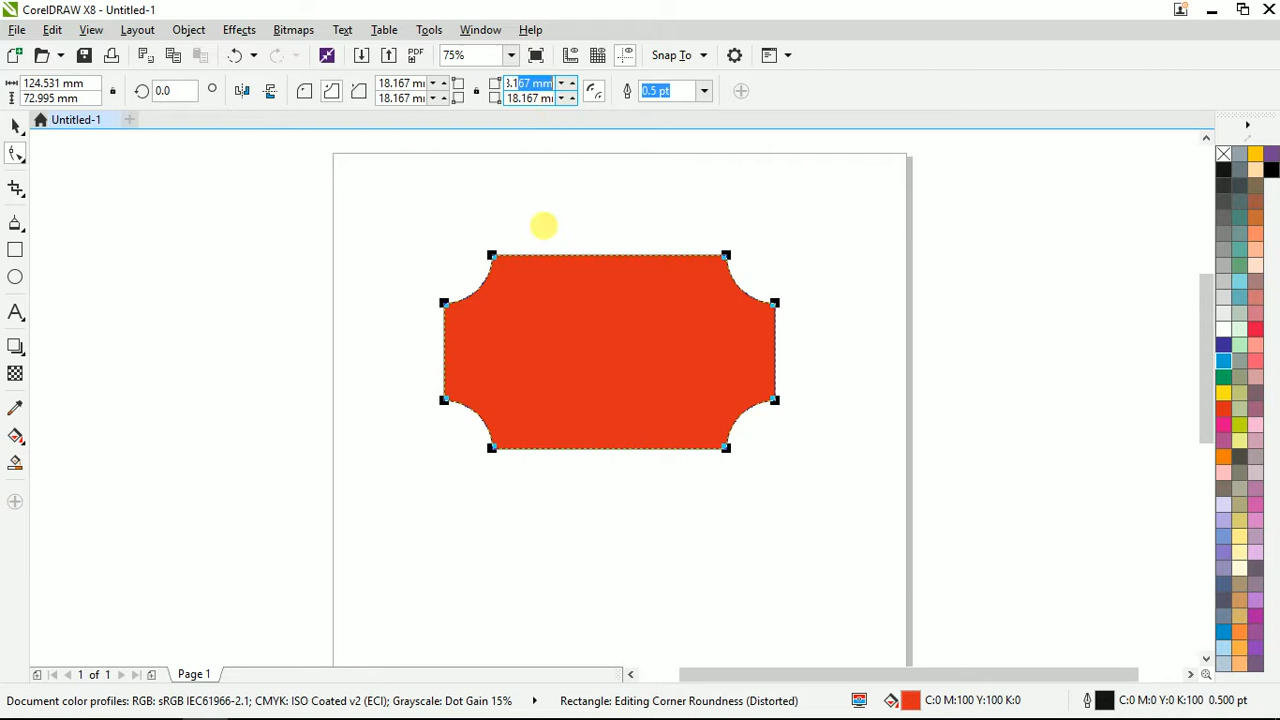 CorelDRAW X8 - Untitled-1
File Edit View Layout Object Effects Bitmaps Text Table Tools Window Help
PDF 75% Snap To
124.531 mm 0.0 18.167 m 3.167 mm 0.5 pt
72.995 mm 18.167 m 18.167 m
Untitled-1
1 of 1 Page 1
Document color profiles: RGB: sRGB IEC61966-2.1; CMYK: ISO Coated v2 (ECI); Grayscale: Dot Gain 15% Rectangle: Editing Corner Roundness (Distorted) C:0 M:100 Y:100 K:0 C:0 M:0 Y:0 K:100 0.500 pt